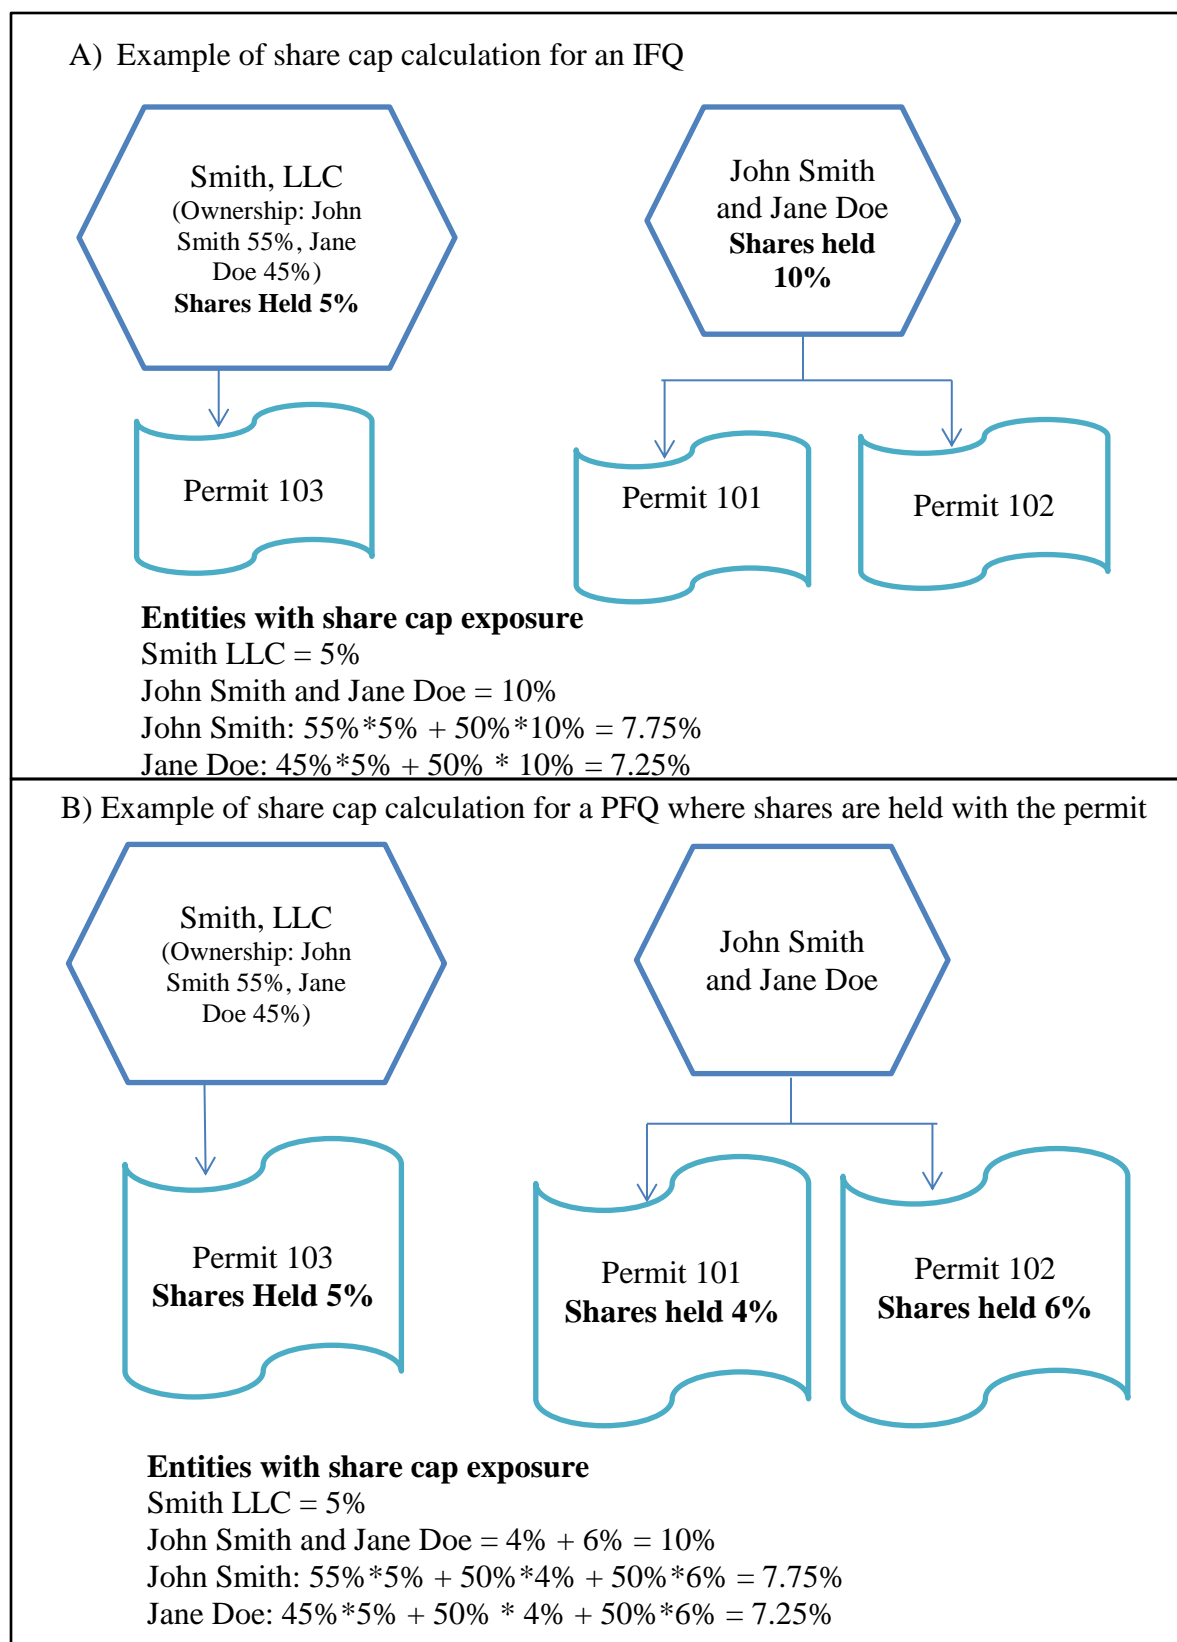 A) Example of share cap calculation for an IFQ
Smith, LLC
(Ownership: John
Smith 55%, Jane
Doe 45%)
Shares Held 5%
John Smith
and Jane Doe
Shares held
10%
Permit 103
Permit 101
Permit 102
Entities with share cap exposure
Smith LLC = 5%
John Smith and Jane Doe = 10%
John Smith: 55%*5% + 50%*10% = 7.75%
Jane Doe: 45%*5% + 50% * 10% = 7.25%
B) Example of share cap calculation for a PFQ where shares are held with the permit
Smith, LLC
(Ownership: John
Smith 55%, Jane
Doe 45%)
John Smith
and Jane Doe
Permit 103
Shares Held 5%
Permit 101
Shares held 4%
Permit 102
Shares held 6%
Entities with share cap exposure
Smith LLC = 5%
John Smith and Jane Doe = 4% + 6% = 10%
John Smith: 55%*5% + 50%*4% + 50%*6% = 7.75%
Jane Doe: 45%*5% + 50% * 4% + 50%*6% = 7.25%